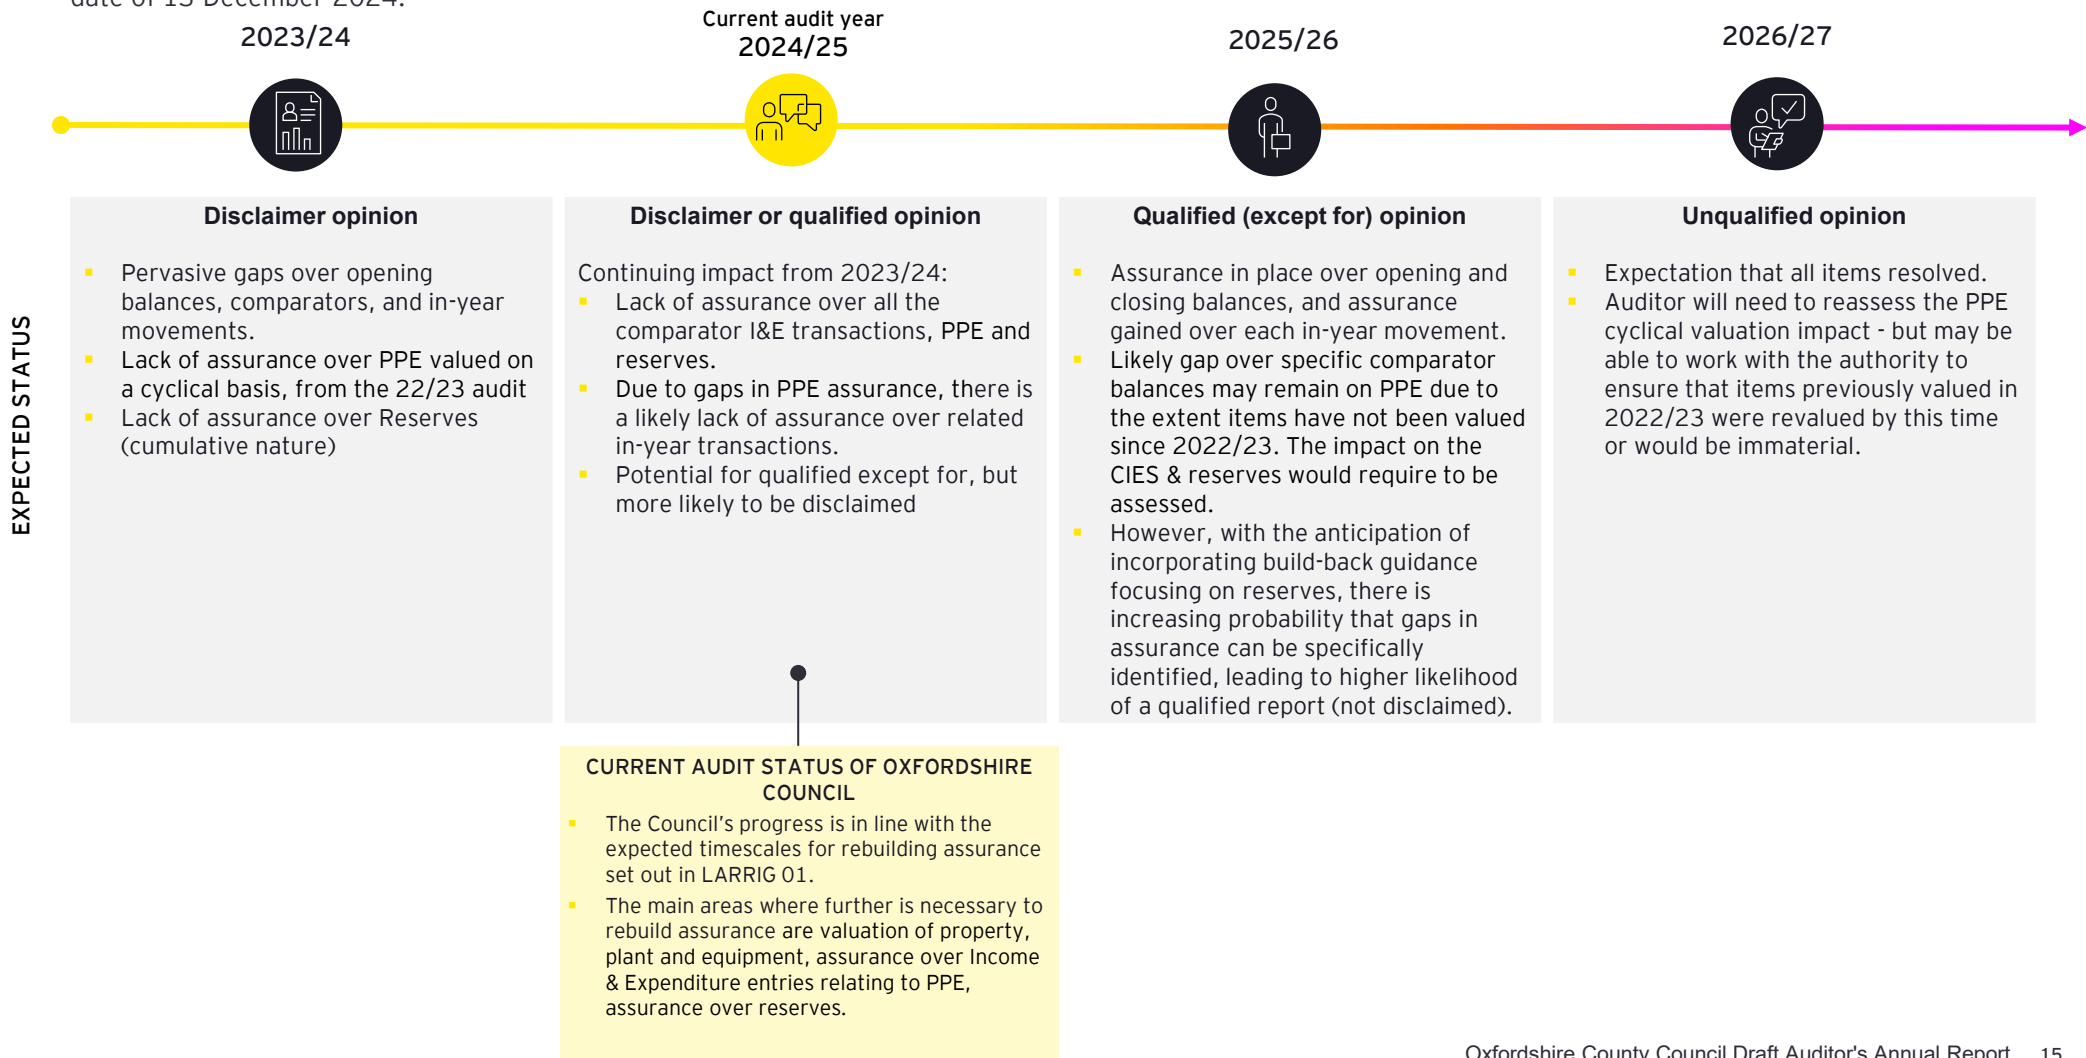 date of 13 December 2024.
2023/24
Current audit year
2024/25
2025/26
2026/27
EXPECTED STATUS
Disclaimer opinion
▪ Pervasive gaps over opening
balances, comparators, and in-year
movements.
▪ Lack of assurance over PPE valued on
a cyclical basis, from the 22/23 audit
▪ Lack of assurance over Reserves
(cumulative nature)
Disclaimer or qualified opinion
Continuing impact from 2023/24:
▪ Lack of assurance over all the
comparator I&E transactions, PPE and
reserves.
▪ Due to gaps in PPE assurance, there is
a likely lack of assurance over related
in-year transactions.
▪ Potential for qualified except for, but
more likely to be disclaimed
Qualified (except for) opinion
▪ Assurance in place over opening and
closing balances, and assurance
gained over each in-year movement.
▪ Likely gap over specific comparator
balances may remain on PPE due to
the extent items have not been valued
since 2022/23. The impact on the
CIES & reserves would require to be
assessed.
▪ However, with the anticipation of
incorporating build-back guidance
focusing on reserves, there is
increasing probability that gaps in
assurance can be specifically
identified, leading to higher likelihood
of a qualified report (not disclaimed).
Unqualified opinion
▪ Expectation that all items resolved.
▪ Auditor will need to reassess the PPE
cyclical valuation impact - but may be
able to work with the authority to
ensure that items previously valued in
2022/23 were revalued by this time
or would be immaterial.
CURRENT AUDIT STATUS OF OXFORDSHIRE
COUNCIL
▪ The Council's progress is in line with the
expected timescales for rebuilding assurance
set out in LARRIG 01.
▪ The main areas where further is necessary to
rebuild assurance are valuation of property,
plant and equipment, assurance over Income
& Expenditure entries relating to PPE,
assurance over reserves.
Oxfordshire County Council Draft Auditor's Annual Report 15